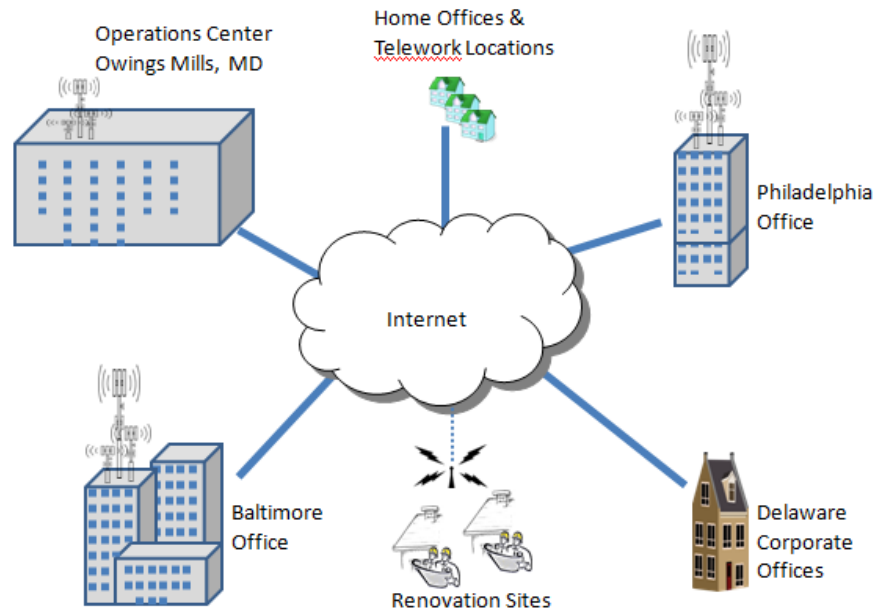 Operations Center
Owings Mills, MD
Home Offices &
Telework Locations
Philadelphia
Office
Internet
Baltimore
Office
Renovation Sites
Delaware
Corporate
Offices